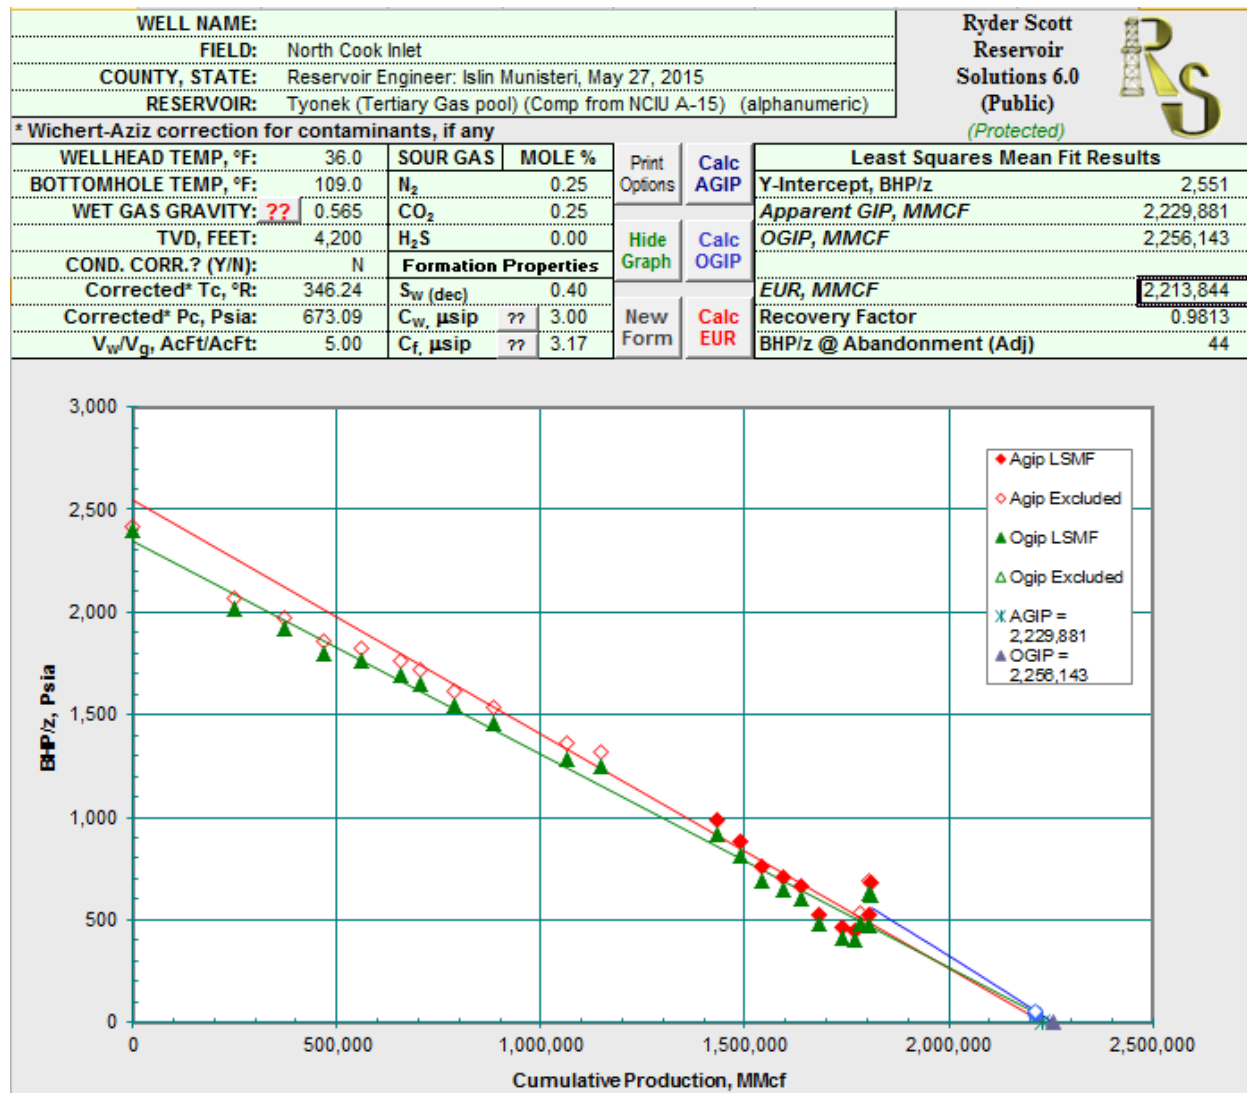 WELL NAME:
FIELD: North Cook Inlet
COUNTY, STATE: Reservoir Engineer: Islin Munisteri, May 27, 2015
RESERVOIR: Tyonek (Tertiary Gas pool) (Comp from NCIU A-15) (alphanumeric)
Ryder Scott
Reservoir
Solutions 6.0
(Public)
(Protected)
RS
* Wichert-Aziz correction for contaminants, if any
WELLHEAD TEMP, ºF: 36.0 SOUR GAS MOLE %
BOTTOMHOLE TEMP, ºF: 109.0 N₂ 0.25
WET GAS GRAVITY: ?? 0.565 CO₂ 0.25
TVD, FEET: 4,200 H₂S 0.00
COND. CORR.? (Y/N): N Formation Properties
Corrected* Tc, ºR: 346.24 Sw (dec) 0.40
Corrected* Pc, Psia: 673.09 Cw, µsip ?? 3.00
Vw/Vg, AcFt/AcFt: 5.00 Cf, µsip ?? 3.17
Print
Options
Calc
AGIP
Hide
Graph
Calc
OGIP
New
Form
Calc
EUR
Least Squares Mean Fit Results
Y-Intercept, BHP/z 2,551
Apparent GIP, MMCF 2,229,881
OGIP, MMCF 2,256,143
EUR, MMCF 2,213,844
Recovery Factor 0.9813
BHP/z @ Abandonment (Adj) 44
3,000
2,500
2,000
1,500
1,000
500
0
BHP/z, Psia
Agip LSMF
Agip Excluded
Ogip LSMF
Ogip Excluded
AGIP =
2,229,881
OGIP =
2,256,143
0 500,000 1,000,000 1,500,000 2,000,000 2,500,000
Cumulative Production, MMcf